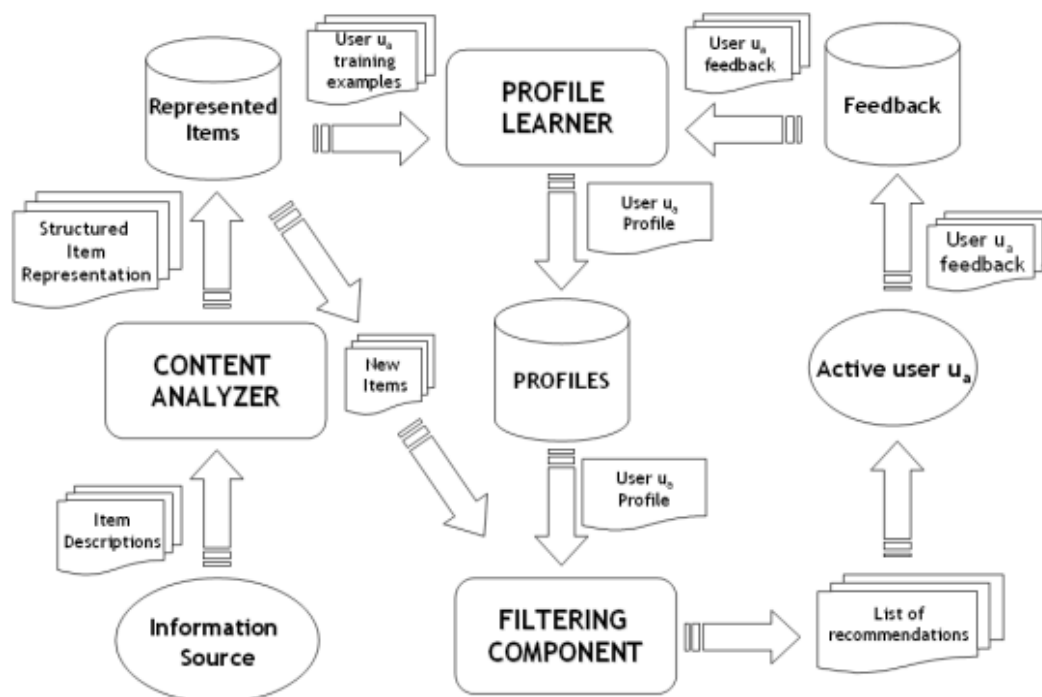 User uₐ
training
examples
User uₐ
feedback
Represented
Items
PROFILE
LEARNER
Feedback
Structured
Item
Representation
User uₐ
Profile
User uₐ
feedback
CONTENT
ANALYZER
New
Items
PROFILES
Active user uₐ
Item
Descriptions
User uₐ
Profile
Information
Source
FILTERING
COMPONENT
List of
recommendations